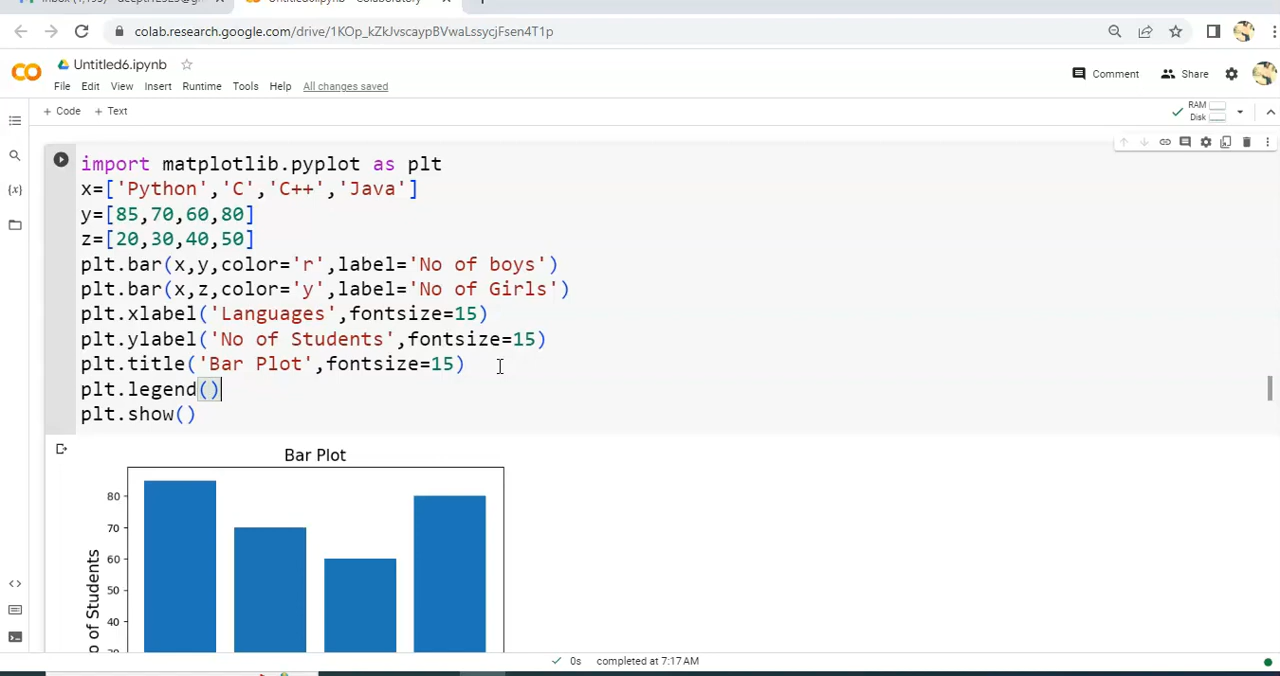 colab.research.google.com/drive/1KOp_kZkJvscaypBVwaLssycjFsen4T1p
Untitled6.ipynb
File Edit View Insert Runtime Tools Help All changes saved
Comment
Share
+ Code + Text
RAM
Disk
import matplotlib.pyplot as plt
x=['Python','C','C++','Java']
y=[85,70,60,80]
z=[20,30,40,50]
plt.bar(x,y,color='r',label='No of boys')
plt.bar(x,z,color='y',label='No of Girls')
plt.xlabel('Languages',fontsize=15)
plt.ylabel('No of Students',fontsize=15)
plt.title('Bar Plot',fontsize=15)
plt.legend()
plt.show()
Bar Plot
80
70
60
50
40
of Students
0s completed at 7:17 AM